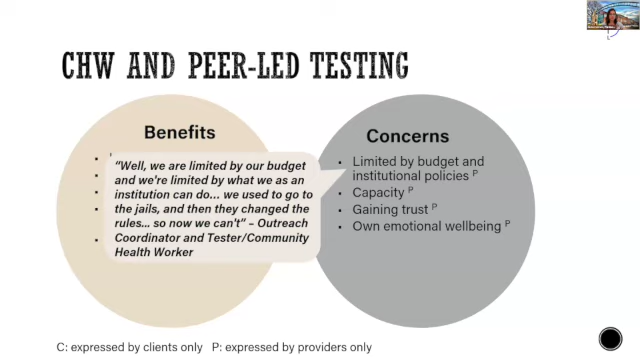 CHW AND PEER-LED TESTING
Benefits
"Well, we are limited by our budget
and we're limited by what we as an
institution can do... we used to go to
the jails, and then they changed the
rules... so now we can't" – Outreach
Coordinator and Tester/Community
Health Worker
Concerns
▪ Limited by budget and
institutional policies P
▪ Capacity P
▪ Gaining trust P
▪ Own emotional wellbeing P
C: expressed by clients only P: expressed by providers only